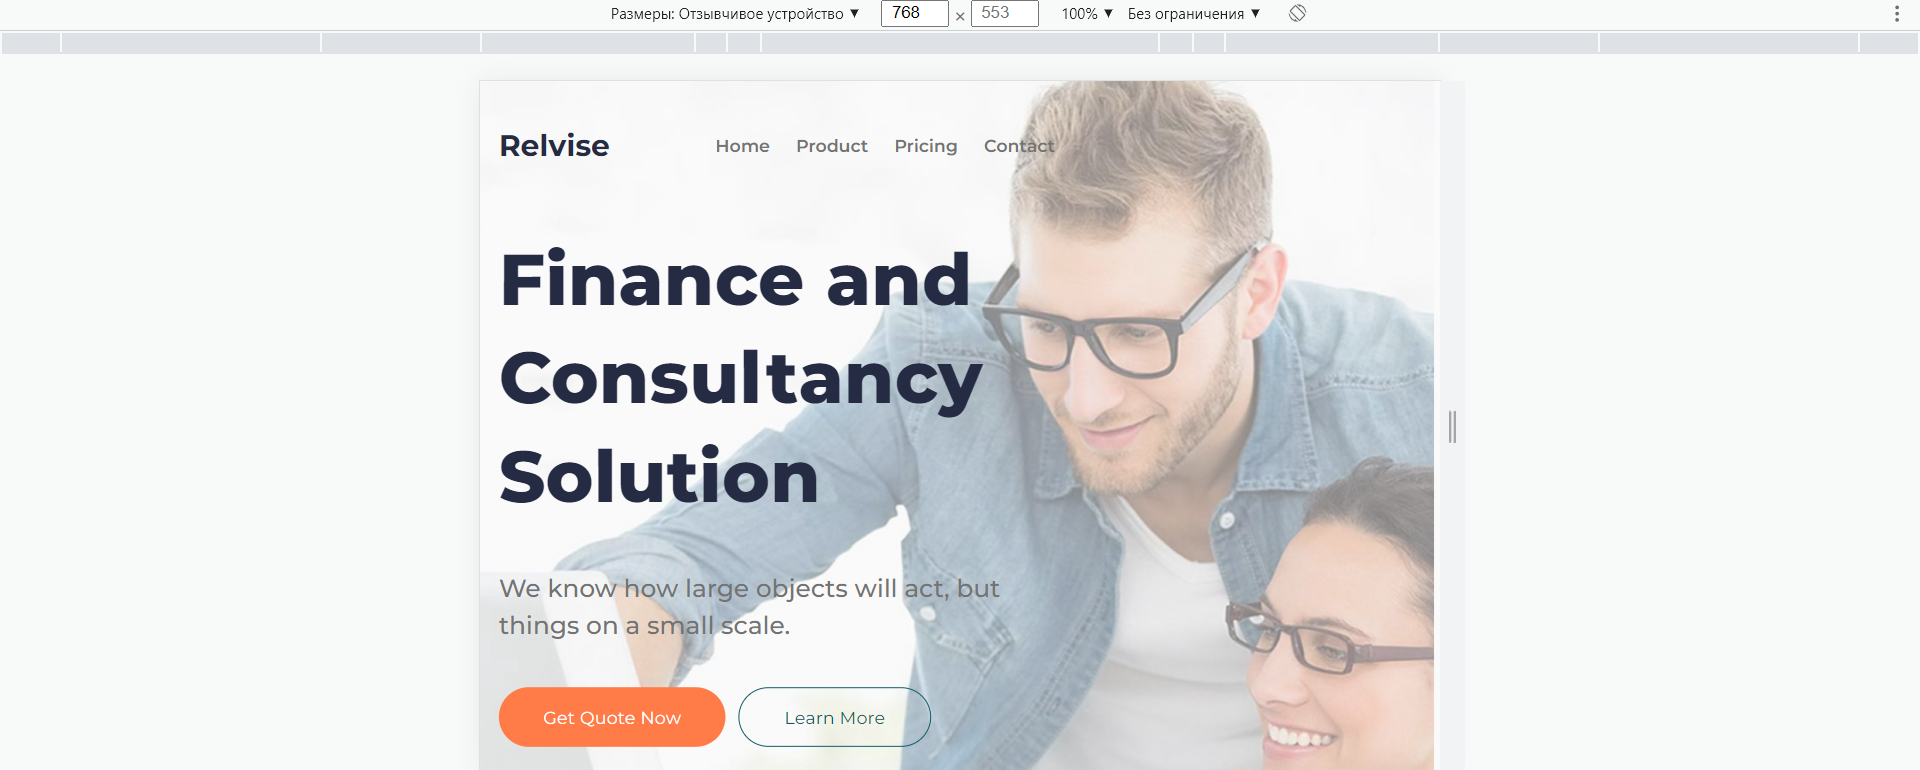 Размеры: Отзывчивое устройство ▼ 768 × 553 100% ▼ Без ограничения ▼
Relvise Home Product Pricing Contact
Finance and
Consultancy
Solution
We know how large objects will act, but
things on a small scale.
Get Quote Now Learn More